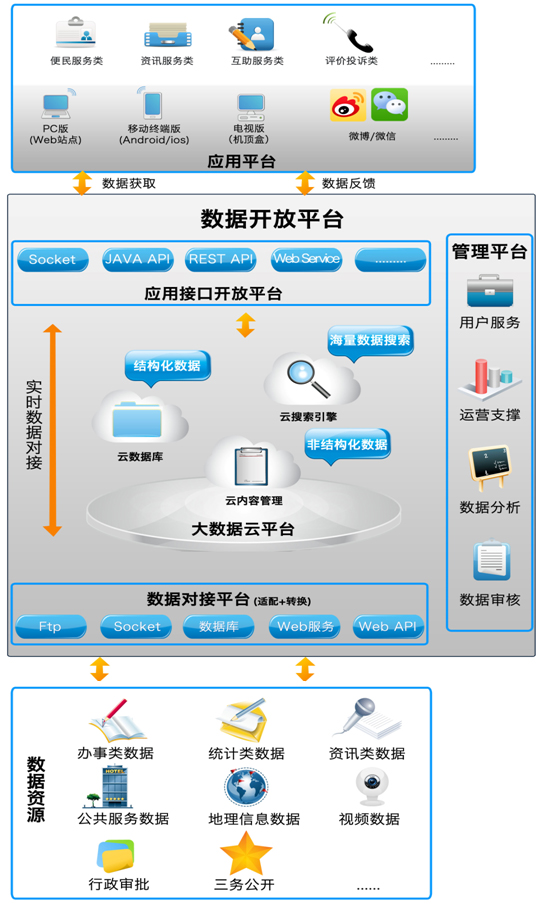 便民服务类
资讯服务类
互助服务类
评价投诉类
.........
PC版
(Web站点)
移动终端版
(Android/ios)
电视版
(机顶盒)
微博/微信
.........
应用平台
数据获取
数据反馈
数据开放平台
Socket
JAVA API
REST API
Web Service
.........
应用接口开放平台
管理平台
用户服务
运营支撑
数据分析
数据审核
实时数据对接
海量数据搜索
结构化数据
云搜索引擎
云数据库
非结构化数据
云内容管理
大数据云平台
数据对接平台 (适配+转换)
Ftp
Socket
数据库
Web服务
Web API
数据资源
办事类数据
统计类数据
资讯类数据
HOTEL
公共服务数据
地理信息数据
视频数据
行政审批
三务公开
......